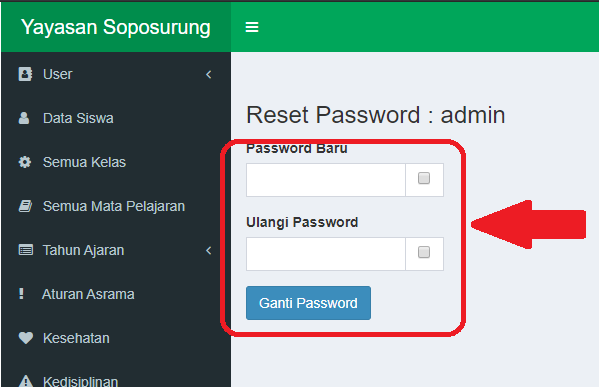 Yayasan Soposurung
User
Data Siswa
Semua Kelas
Semua Mata Pelajaran
Tahun Ajaran
Aturan Asrama
Kesehatan
Kedisiplinan
Reset Password : admin
Password Baru
Ulangi Password
Ganti Password